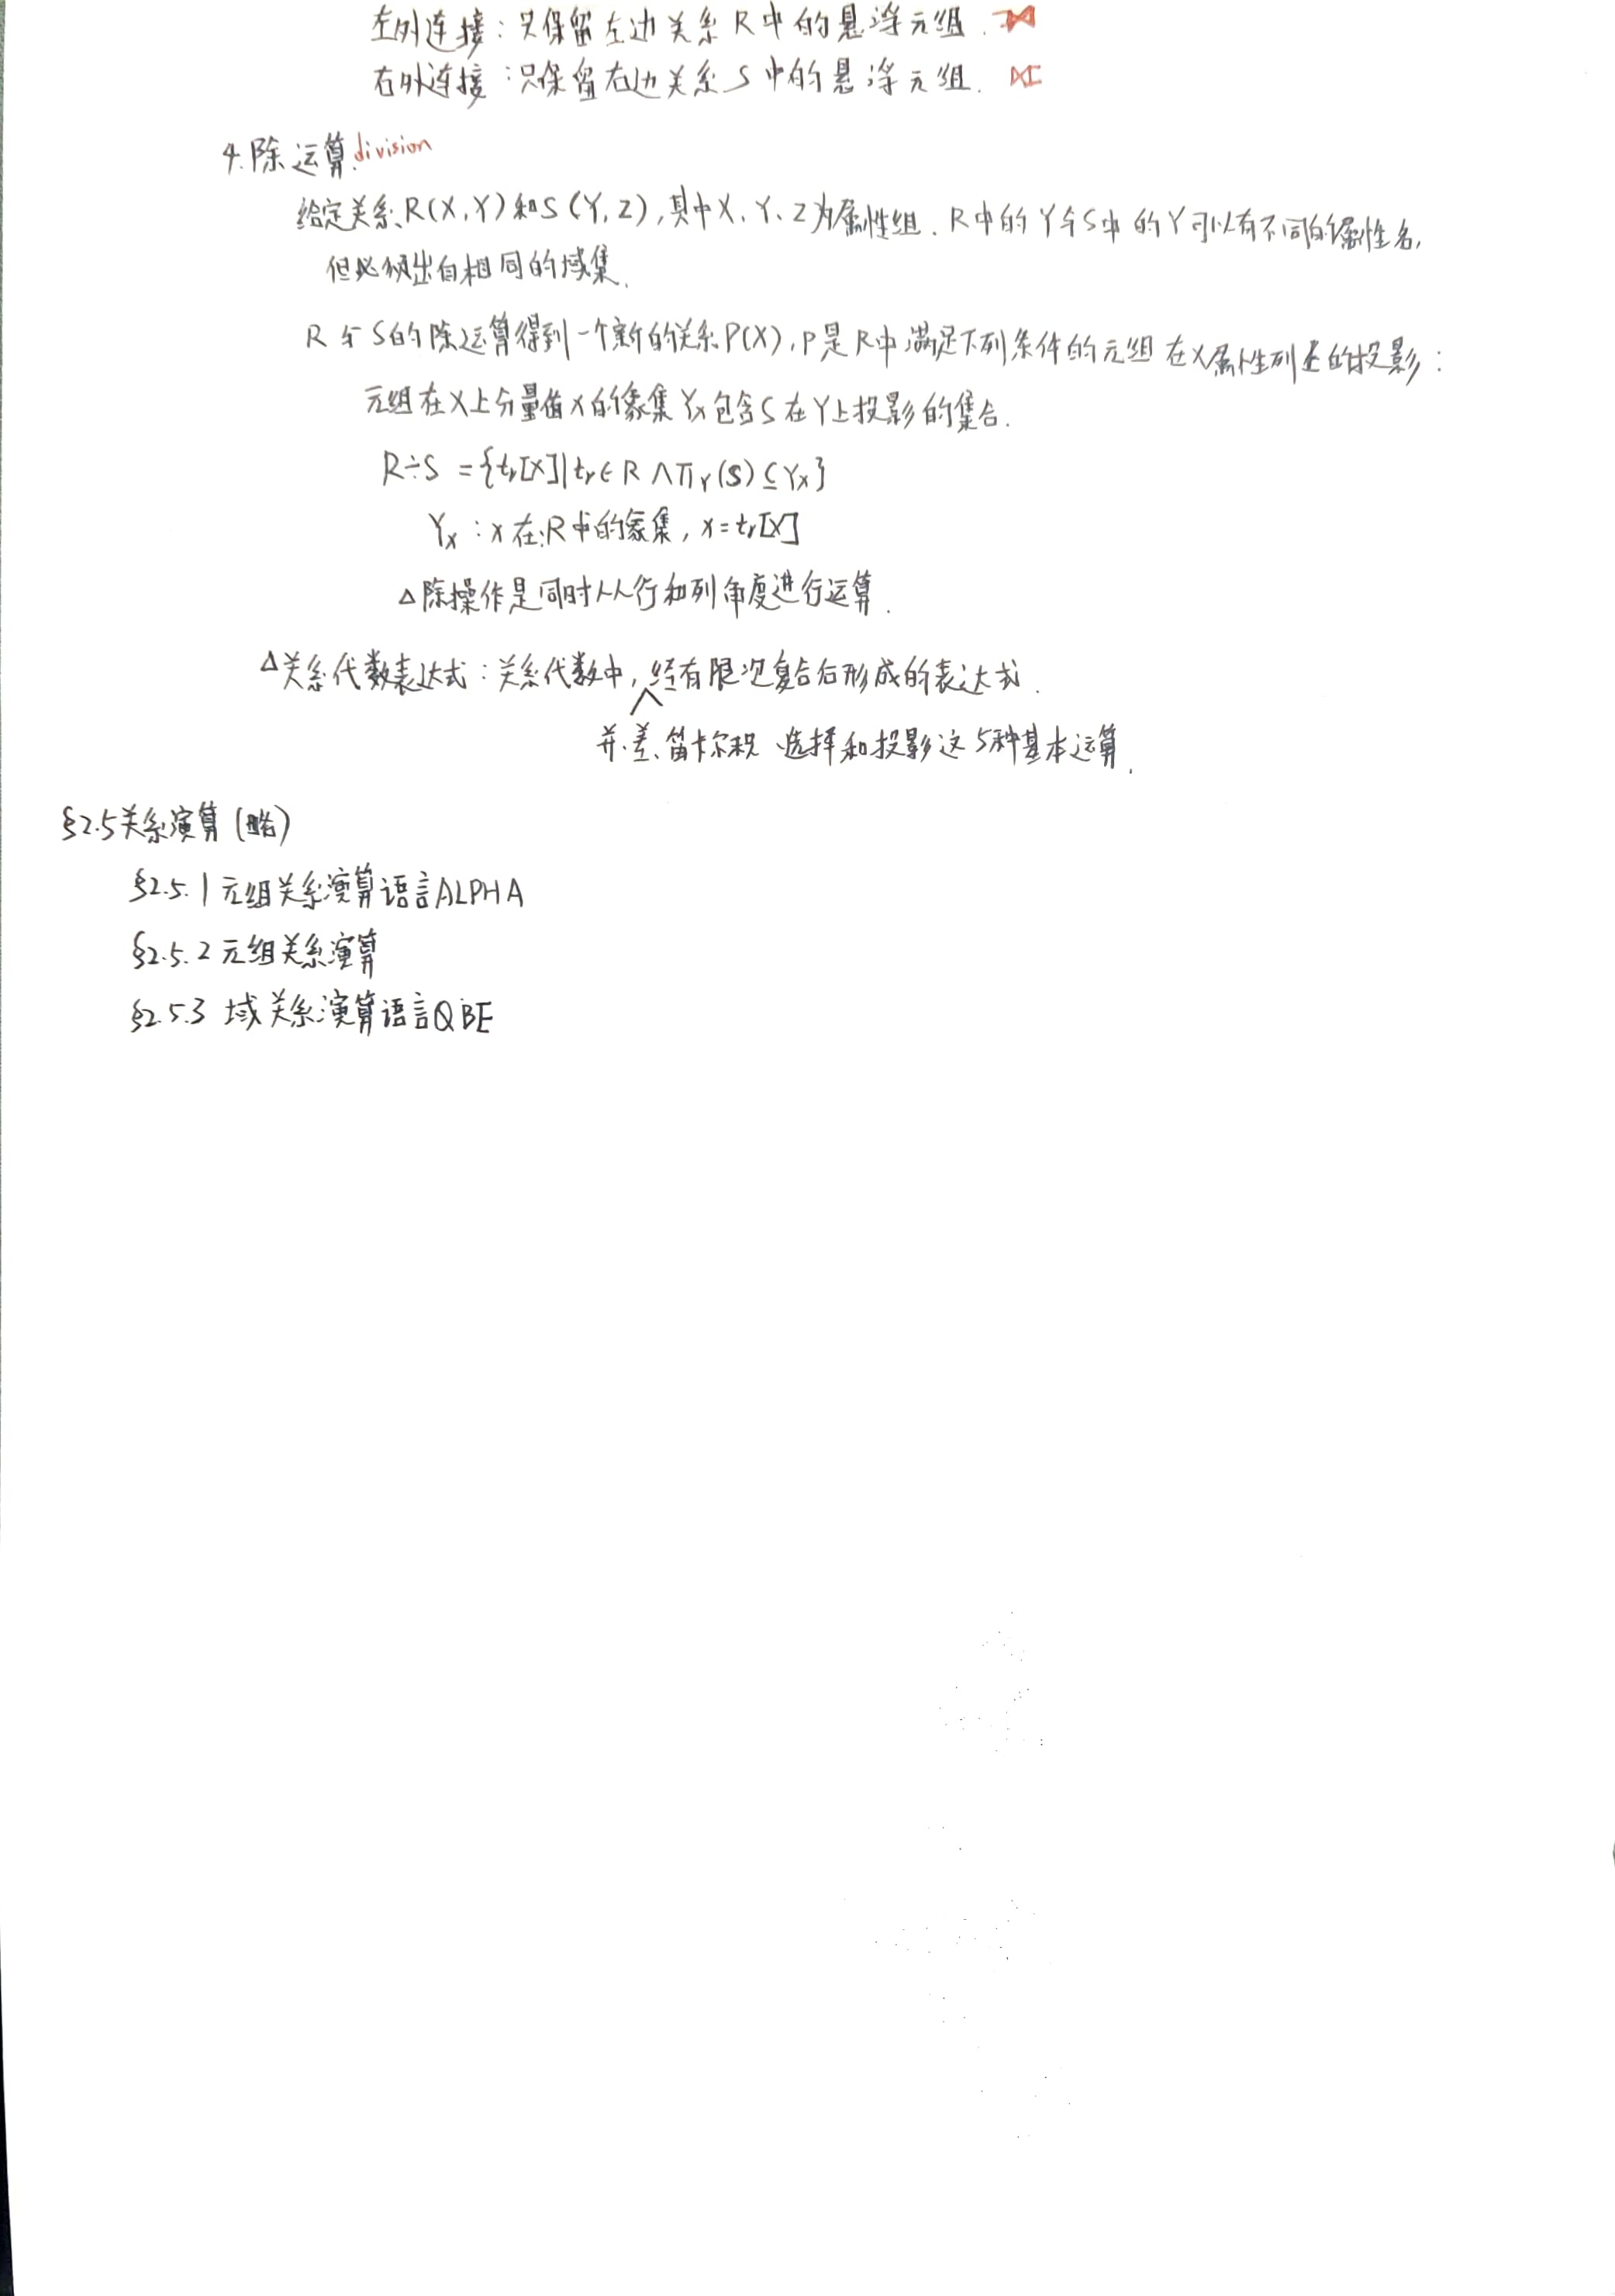 左外连接：只保留左边关系R中的悬浮元组. ⟕
右外连接：只保留右边关系S中的悬浮元组. ⟖
4.除运算.division
给定关系R(X,Y)和S(Y,Z),其中X、Y、Z为属性组.R中的Y与S中的Y可以有不同的属性名,
但必须出自相同的域集.
R与S的除运算得到一个新的关系P(X),P是R中满足下列条件的元组在X属性列上的投影：
元组在X上分量值x的象集Yx包含S在Y上投影的集合.
R÷S={tr[X]|tr∈R∧πY(S)⊆Yx}
Yx：x在R中的象集,x=tr[X]
△除操作是同时从行和列角度进行运算.
△关系代数表达式：关系代数中,经有限次复合后形成的表达式.
并、差、笛卡尔积、选择和投影这5种基本运算.
§2.5关系演算(略)
§2.5.1元组关系演算语言ALPHA
§2.5.2元组关系演算
§2.5.3 域关系演算语言QBE